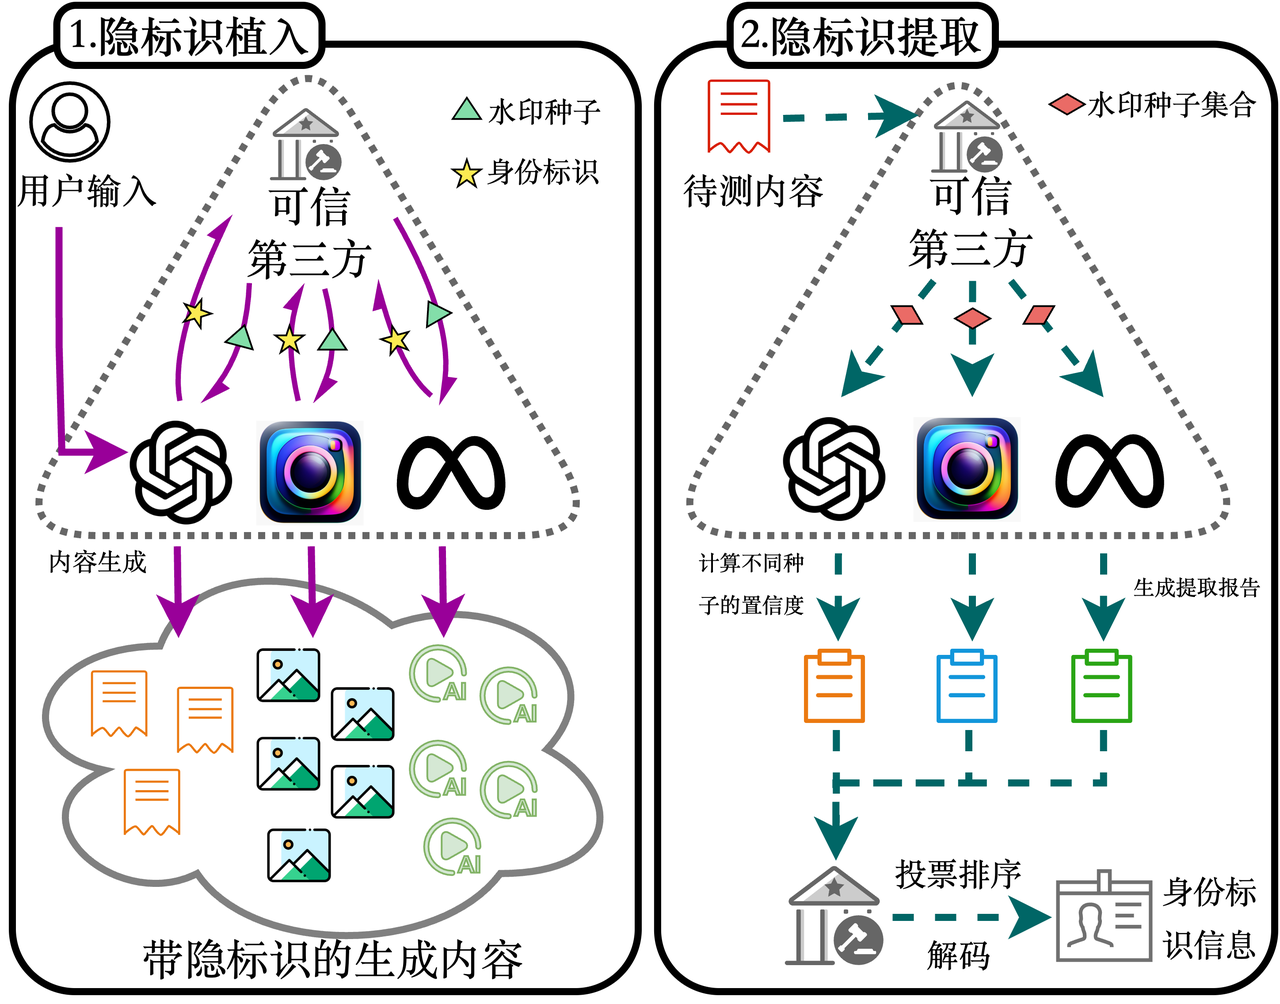 1.隐标识植入
水印种子
身份标识
用户输入
可信
第三方
内容生成
AI
AI
AI
AI
AI
带隐标识的生成内容
2.隐标识提取
水印种子集合
待测内容
可信
第三方
计算不同种
子的置信度
生成提取报告
投票排序
解码
身份标
识信息